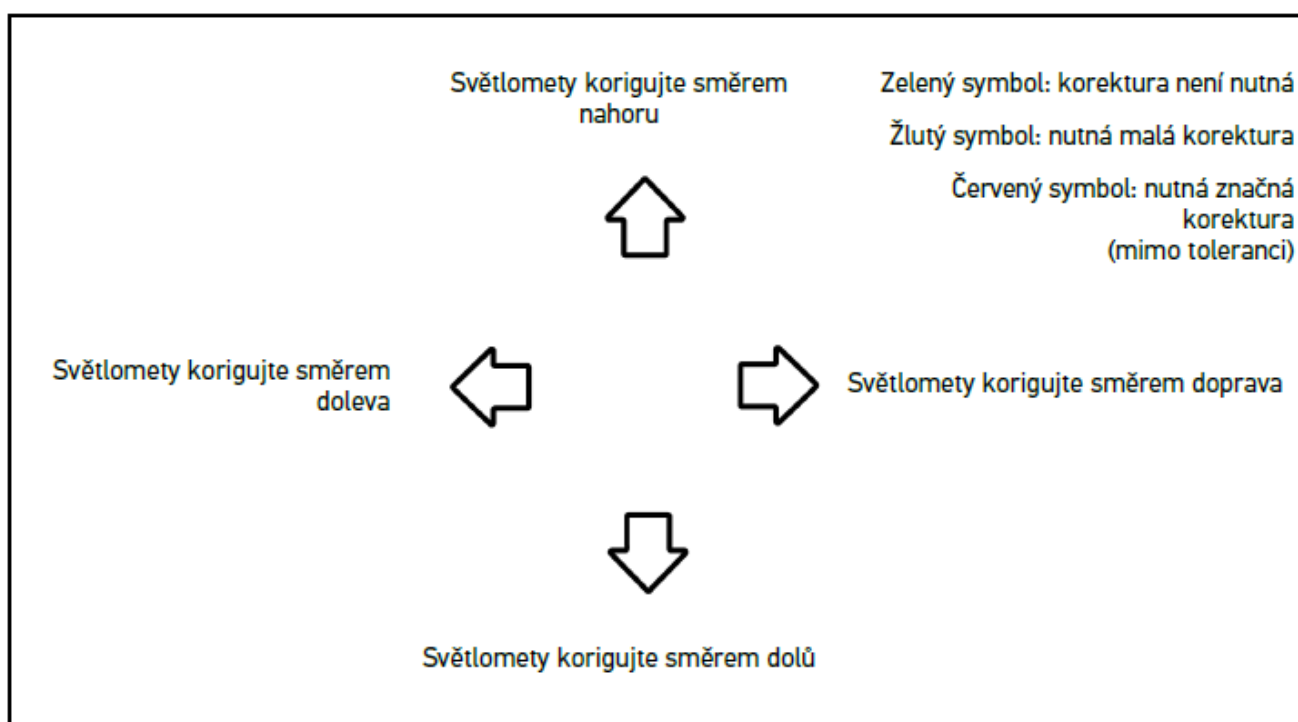 Světlomety korigujte směrem
nahoru
Zelený symbol: korektura není nutná
Žlutý symbol: nutná malá korektura
Červený symbol: nutná značná
korektura
(mimo toleranci)
Světlomety korigujte směrem
doleva
Světlomety korigujte směrem doprava
Světlomety korigujte směrem dolů